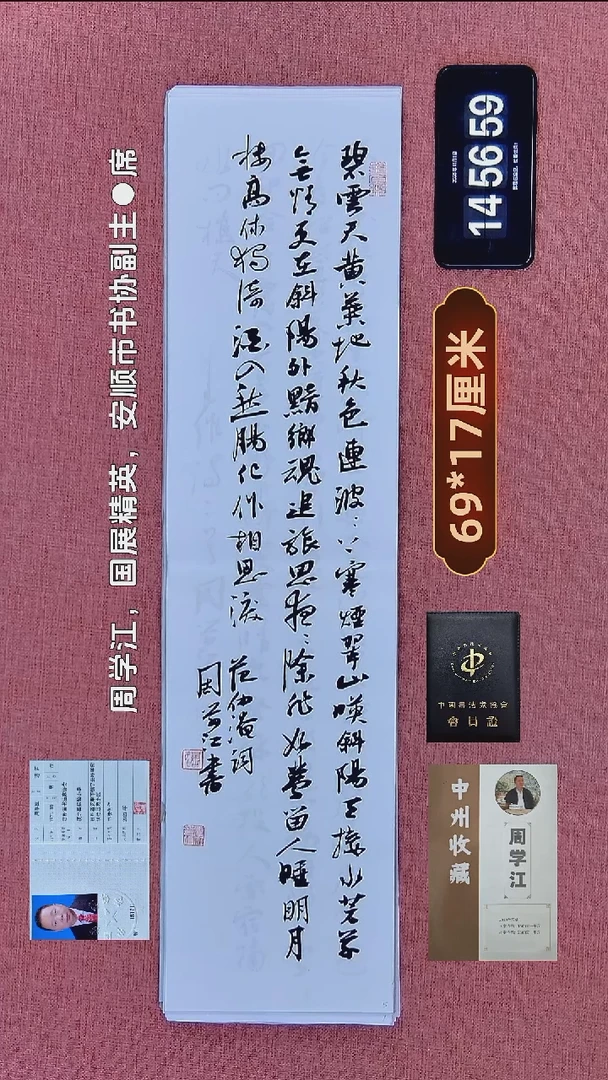 碧雲天黄葉地秋色連波波上寒煙翠山暎斜陽天接水芳草
無情更在斜陽外黯鄉魂追旅思夜夜除非好夢留人睡明月
樓高休獨倚酒入愁腸化作相思淚
范仲淹詞
周學江書
周学江，国展精英，安顺市书协副主●席
14 56 59
69*17厘米
中国书法家协会
會員證
中州收藏
周学江